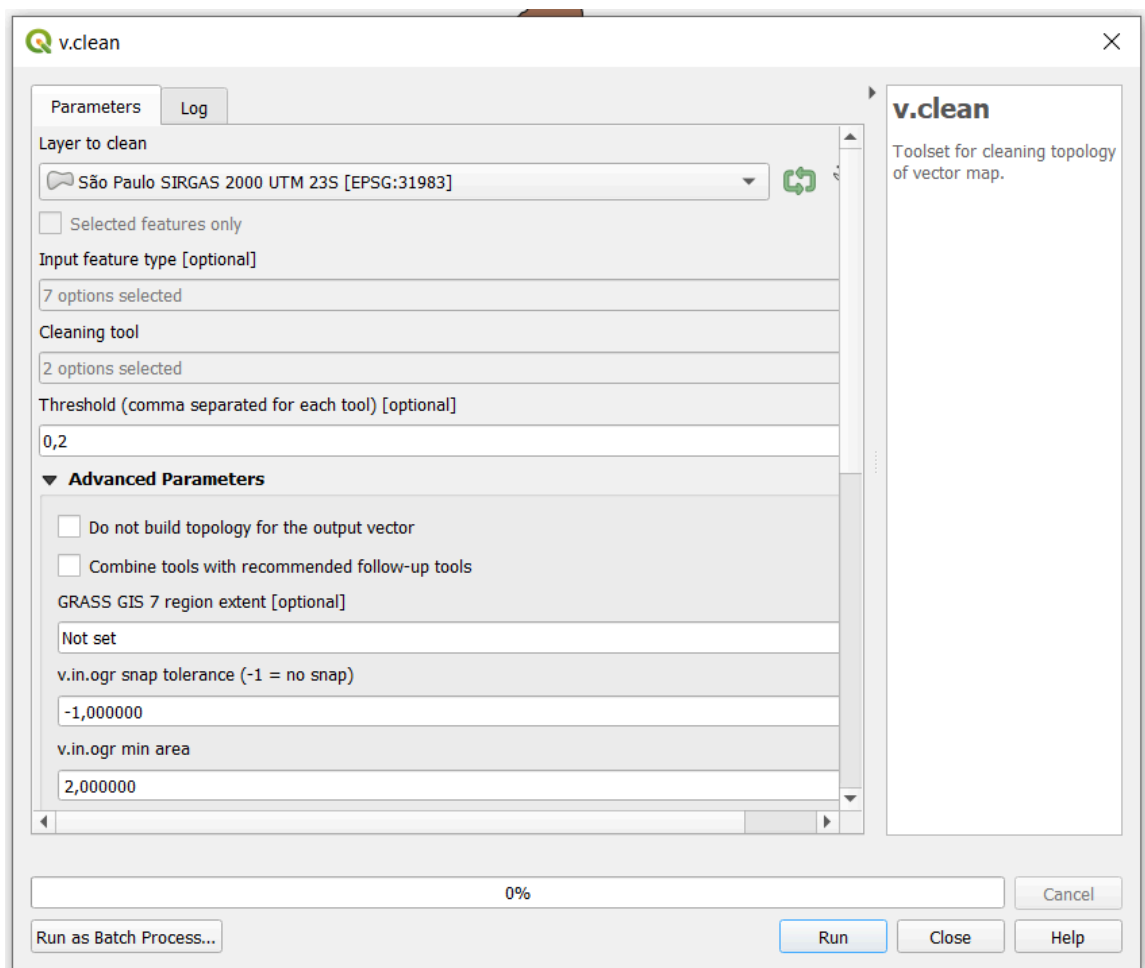 v.clean
Parameters
Log
Layer to clean
São Paulo SIRGAS 2000 UTM 23S [EPSG:31983]
Selected features only
Input feature type [optional]
7 options selected
Cleaning tool
2 options selected
Threshold (comma separated for each tool) [optional]
0,2
Advanced Parameters
Do not build topology for the output vector
Combine tools with recommended follow-up tools
GRASS GIS 7 region extent [optional]
Not set
v.in.ogr snap tolerance (-1 = no snap)
-1,000000
v.in.ogr min area
2,000000
v.clean
Toolset for cleaning topology
of vector map.
0%
Cancel
Run as Batch Process...
Run
Close
Help